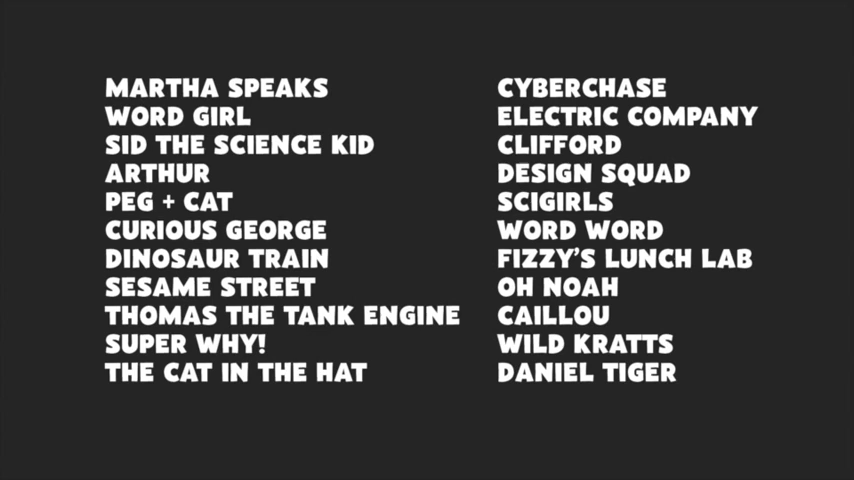 MARTHA SPEAKS
WORD GIRL
SID THE SCIENCE KID
ARTHUR
PEG + CAT
CURIOUS GEORGE
DINOSAUR TRAIN
SESAME STREET
THOMAS THE TANK ENGINE
SUPER WHY!
THE CAT IN THE HAT
CYBERCHASE
ELECTRIC COMPANY
CLIFFORD
DESIGN SQUAD
SCIGIRLS
WORD WORD
FIZZY'S LUNCH LAB
OH NOAH
CAILLOU
WILD KRATTS
DANIEL TIGER